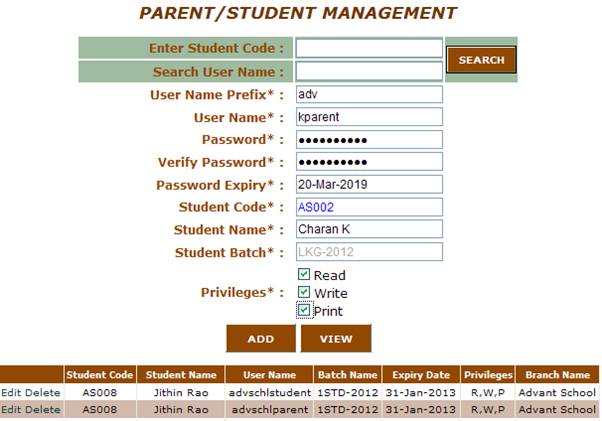 PARENT/STUDENT MANAGEMENT
Enter Student Code :
SEARCH
Search User Name :
User Name Prefix* : adv
User Name* : kparent
Password* : ●●●●●●●●●●
Verify Password* : ●●●●●●●●●●
Password Expiry* : 20-Mar-2019
Student Code* : AS002
Student Name* : Charan K
Student Batch* : LKG-2012
Read
Privileges* : Write
Print
ADD VIEW
Student Code Student Name User Name Batch Name Expiry Date Privileges Branch Name
Edit Delete AS008 Jithin Rao advschlstudent 1STD-2012 31-Jan-2013 R,W,P Advant School
Edit Delete AS008 Jithin Rao advschlparent 1STD-2012 31-Jan-2013 R,W,P Advant School